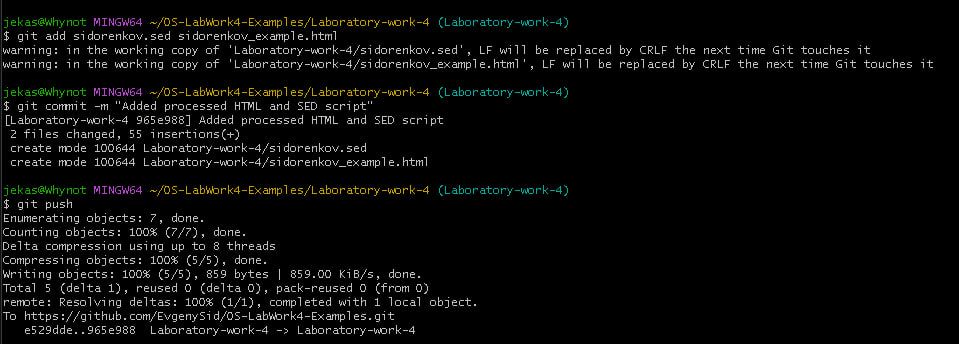 jekas@Whynot MINGW64 ~/OS-LabWork4-Examples/Laboratory-work-4 (Laboratory-work-4)
$ git add sidorenkov.sed sidorenkov_example.html
warning: in the working copy of 'Laboratory-work-4/sidorenkov.sed', LF will be replaced by CRLF the next time Git touches it
warning: in the working copy of 'Laboratory-work-4/sidorenkov_example.html', LF will be replaced by CRLF the next time Git touches it
jekas@Whynot MINGW64 ~/OS-LabWork4-Examples/Laboratory-work-4 (Laboratory-work-4)
$ git commit -m "Added processed HTML and SED script"
[Laboratory-work-4 965e988] Added processed HTML and SED script
 2 files changed, 55 insertions(+)
 create mode 100644 Laboratory-work-4/sidorenkov.sed
 create mode 100644 Laboratory-work-4/sidorenkov_example.html
jekas@Whynot MINGW64 ~/OS-LabWork4-Examples/Laboratory-work-4 (Laboratory-work-4)
$ git push
Enumerating objects: 7, done.
Counting objects: 100% (7/7), done.
Delta compression using up to 8 threads
Compressing objects: 100% (5/5), done.
Writing objects: 100% (5/5), 859 bytes | 859.00 KiB/s, done.
Total 5 (delta 1), reused 0 (delta 0), pack-reused 0 (from 0)
remote: Resolving deltas: 100% (1/1), completed with 1 local object.
To https://github.com/EvgenySid/OS-LabWork4-Examples.git
   e529dde..965e988  Laboratory-work-4 -> Laboratory-work-4